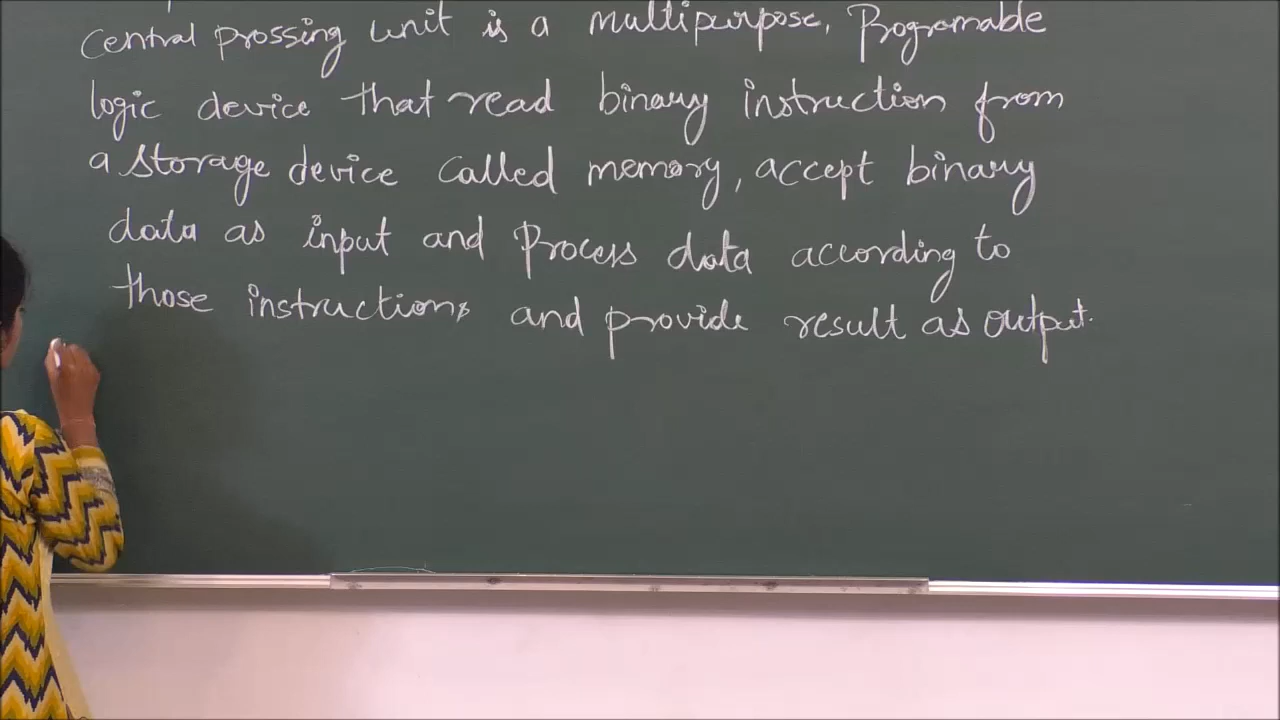 central prossing unit is a multipurpose, Programable
logic device that read binary instruction from
a storage device called memory, accept binary
data as input and Process data according to
those instructions and provide result as output.